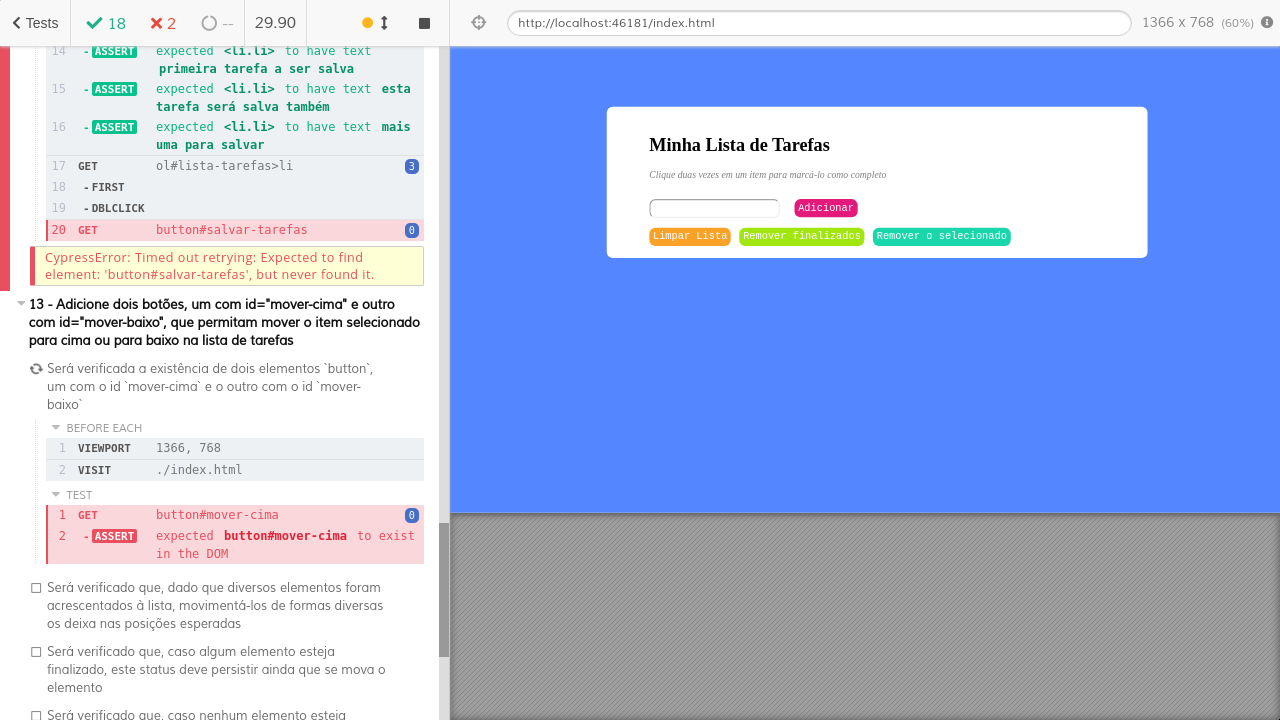 Tests
18
2
--
29.90
http://localhost:46181/index.html
1366 x 768 (60%)
14 - ASSERT expected <li.li> to have text
primeira tarefa a ser salva
15 - ASSERT expected <li.li> to have text esta
tarefa será salva também
16 - ASSERT expected <li.li> to have text mais
uma para salvar
17 GET ol#lista-tarefas>li 3
18 - FIRST
19 - DBLCLICK
20 GET button#salvar-tarefas 0
CypressError: Timed out retrying: Expected to find
element: 'button#salvar-tarefas', but never found it.
13 - Adicione dois botões, um com id="mover-cima" e outro
com id="mover-baixo", que permitam mover o item selecionado
para cima ou para baixo na lista de tarefas
Será verificada a existência de dois elementos `button`,
um com o id `mover-cima` e o outro com o id `mover-
baixo`
BEFORE EACH
1 VIEWPORT 1366, 768
2 VISIT ./index.html
TEST
1 GET button#mover-cima 0
2 - ASSERT expected button#mover-cima to exist
in the DOM
Será verificado que, dado que diversos elementos foram
acrescentados à lista, movimentá-los de formas diversas
os deixa nas posições esperadas
Será verificado que, caso algum elemento esteja
finalizado, este status deve persistir ainda que se mova o
elemento
Será verificado que, caso nenhum elemento esteja
Minha Lista de Tarefas
Clique duas vezes em um item para marcá-lo como completo
Adicionar
Limpar Lista Remover finalizados Remover o selecionado